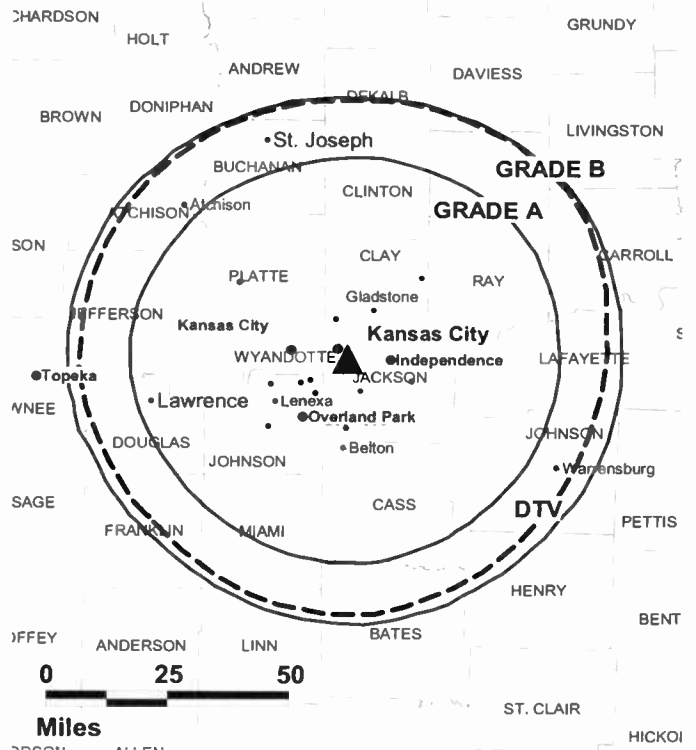 CHARDSON
GRUNDY
HOLT
ANDREW
DAVIESS
DEKALB
DONIPHAN
BROWN
LIVINGSTON
St. Joseph
BUCHANAN
GRADE B
CLINTON
ATCHISON Atchison
GRADE A
SON
CLAY
CARROLL
PLATTE
RAY
Gladstone
JEFFERSON
Kansas City
Kansas City
WYANDOTTE
Independence
LAFAYETTE
Topeka
JACKSON
Lawrence
Lenexa
WNEE
Overland Park
DOUGLAS
JOHNSON
Belton
JOHNSON
Warrensburg
SAGE
CASS
DTV
PETTIS
FRANKLIN
MIAMI
HENRY
BENT
OFFEY
ANDERSON
LINN
BATES
0 25 50
Miles
ST. CLAIR
HICKO
ALLEN